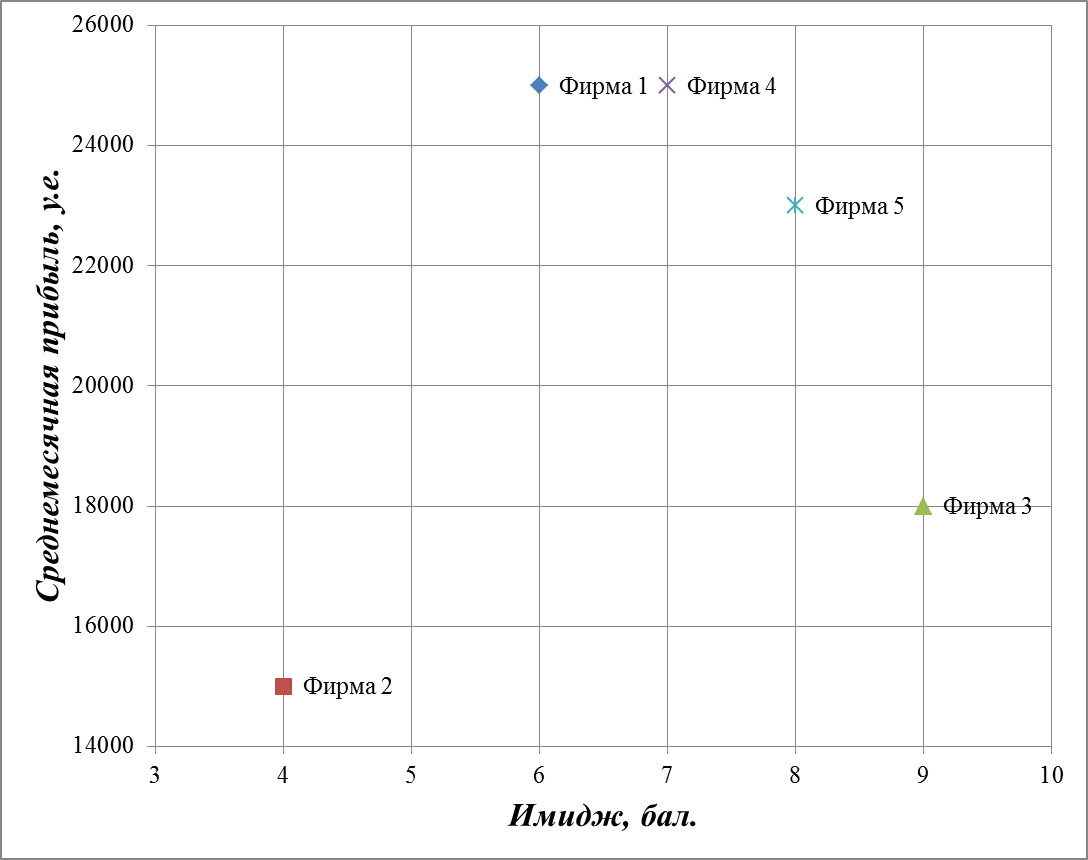 26000
Фирма 1
Фирма 4
24000
Фирма 5
22000
20000
18000
Фирма 3
16000
Фирма 2
14000
3 4 5 6 7 8 9 10
Среднемесячная прибыль, у.е.
Имидж, бал.